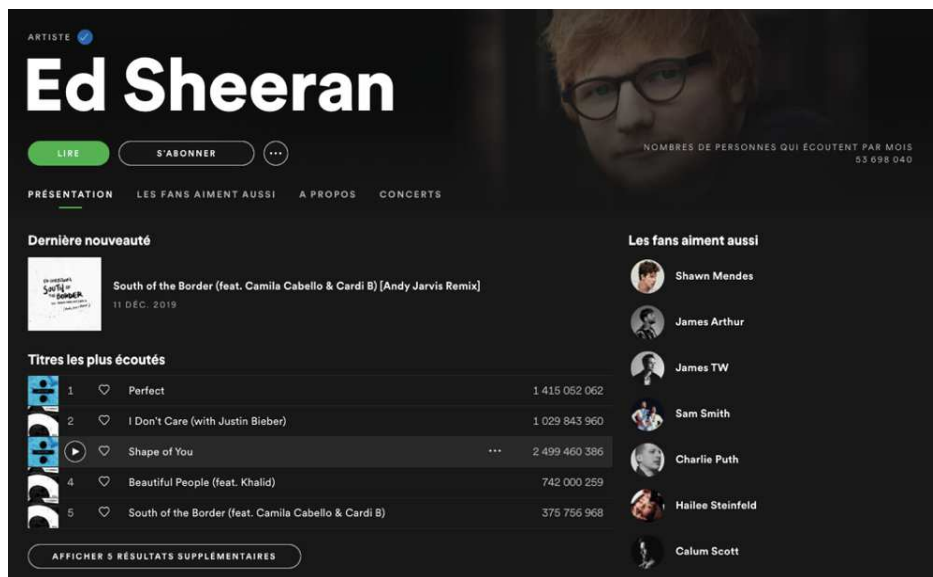 ARTISTE
Ed Sheeran
LIRE
S'ABONNER
NOMBRES DE PERSONNES QUI ÉCOUTENT PAR MOIS
53 698 040
PRÉSENTATION LES FANS AIMENT AUSSI A PROPOS CONCERTS
Dernière nouveauté
South of the Border (feat. Camila Cabello & Cardi B) [Andy Jarvis Remix]
11 DÉC. 2019
Titres les plus écoutés
1 Perfect 1 415 052 062
2 I Don't Care (with Justin Bieber) 1 029 843 960
Shape of You 2 499 460 386
4 Beautiful People (feat. Khalid) 742 000 259
5 South of the Border (feat. Camila Cabello & Cardi B) 375 756 968
AFFICHER 5 RÉSULTATS SUPPLÉMENTAIRES
Les fans aiment aussi
Shawn Mendes
James Arthur
James TW
Sam Smith
Charlie Puth
Hailee Steinfeld
Calum Scott